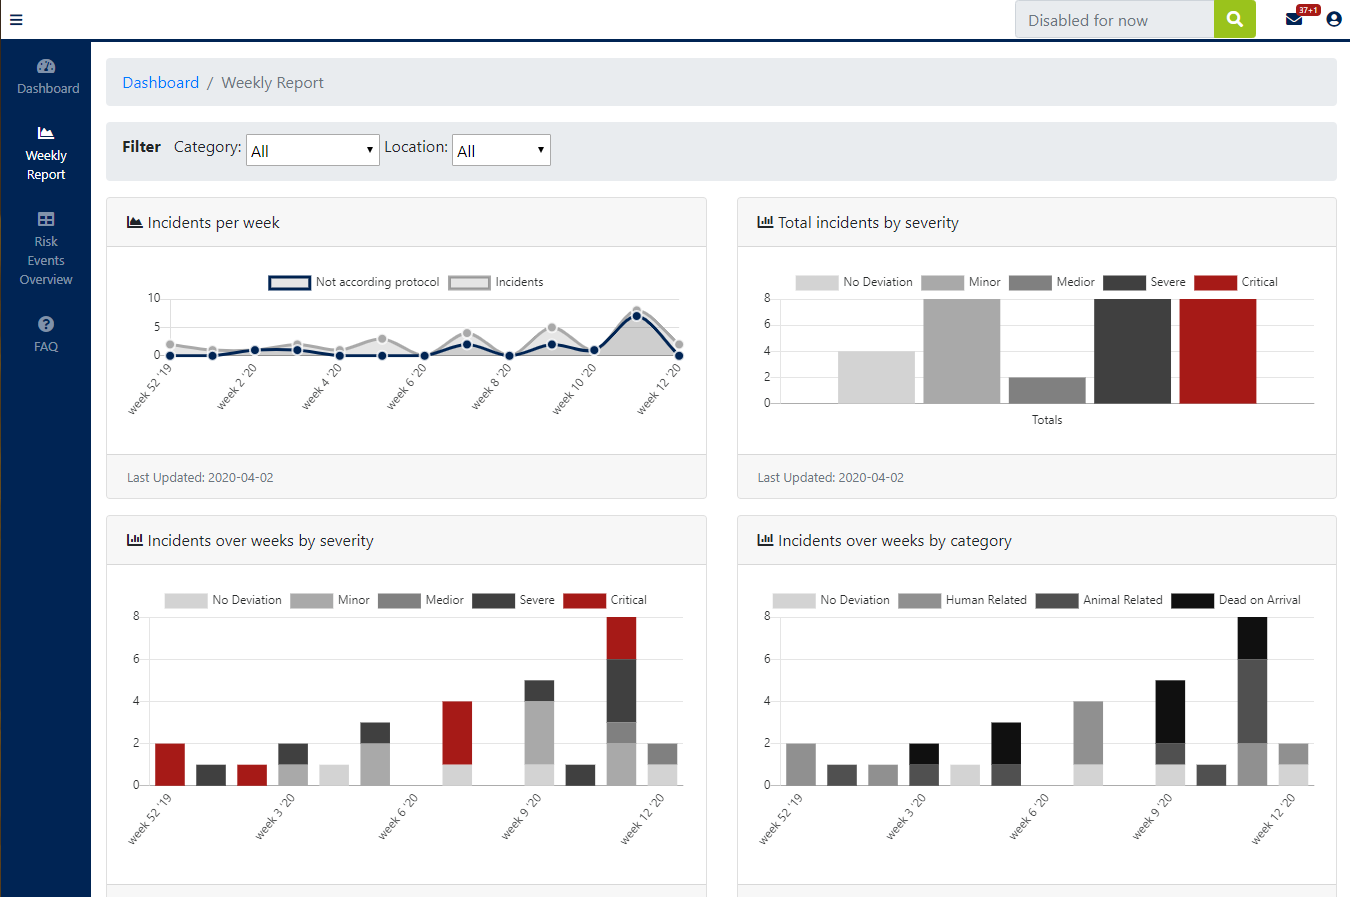 Disabled for now
37+1
Dashboard
Weekly
Report
Risk
Events
Overview
FAQ
Dashboard / Weekly Report
Filter Category: All Location: All
Incidents per week
Not according protocol Incidents
10
5
0
week 52 '19 week 2 '20 week 4 '20 week 6 '20 week 8 '20 week 10 '20 week 12 '20
Last Updated: 2020-04-02
Total incidents by severity
No Deviation Minor Medior Severe Critical
8
6
4
2
0
Totals
Last Updated: 2020-04-02
Incidents over weeks by severity
No Deviation Minor Medior Severe Critical
8
6
4
2
0
week 52 '19 week 3 '20 week 6 '20 week 9 '20 week 12 '20
Incidents over weeks by category
No Deviation Human Related Animal Related Dead on Arrival
8
6
4
2
0
week 52 '19 week 3 '20 week 6 '20 week 9 '20 week 12 '20